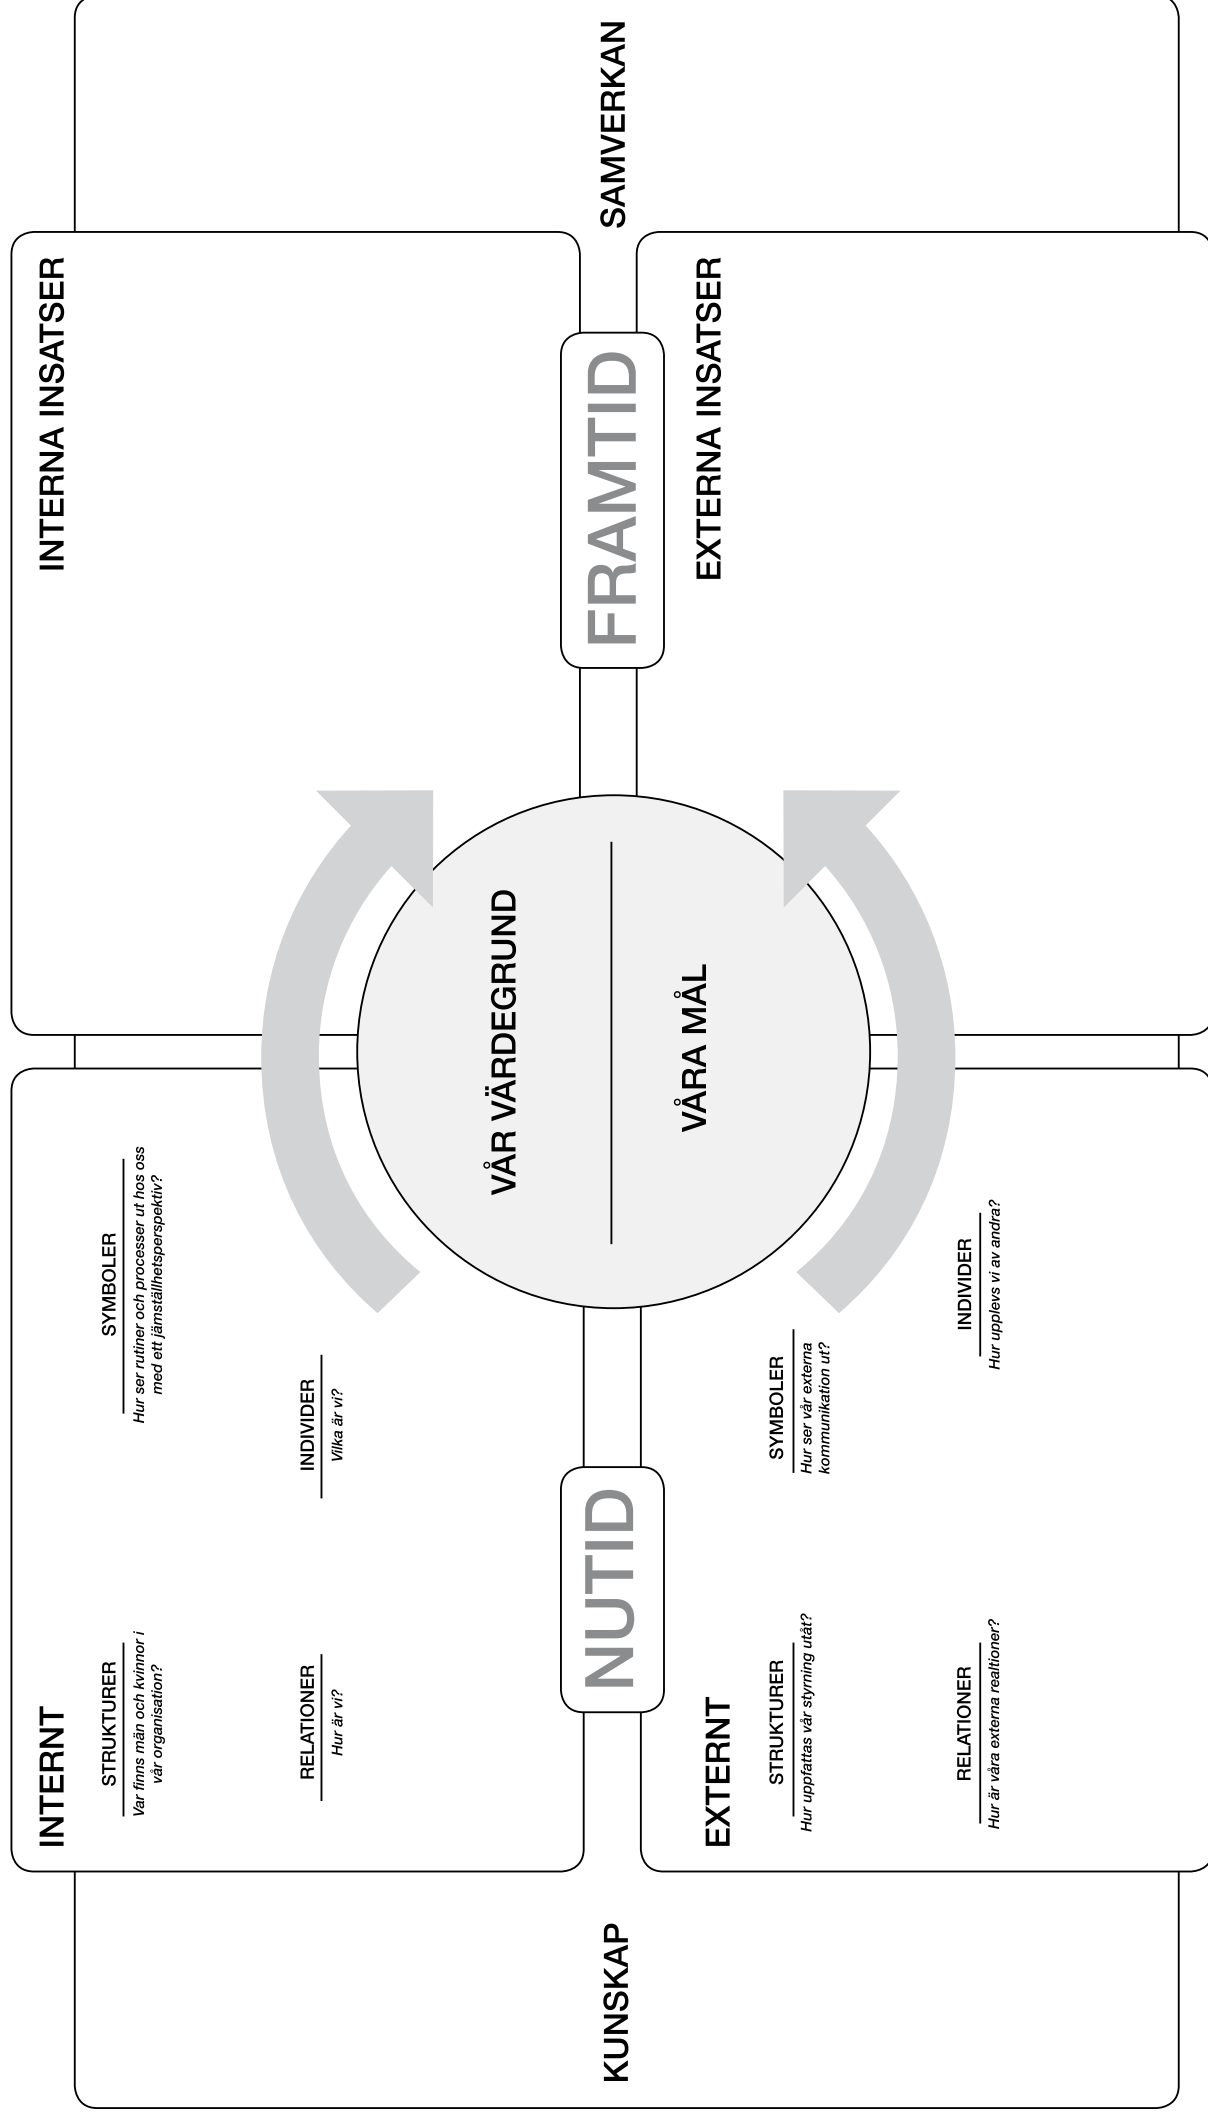 KUNSKAP
INTERNT
STRUKTURER
Var finns män och kvinnor i
vår organisation?
SYMBOLER
Hur ser rutiner och processer ut hos oss
med ett jämställhetsperspektiv?
RELATIONER
Hur är vi?
INDIVIDER
Vilka är vi?
NUTID
EXTERNT
STRUKTURER
Hur uppfattas vår styrning utåt?
SYMBOLER
Hur ser vår externa
kommunikation ut?
RELATIONER
Hur är våra externa realtioner?
INDIVIDER
Hur upplevs vi av andra?
VÅR VÄRDEGRUND
VÅRA MÅL
INTERNA INSATSER
FRAMTID
EXTERNA INSATSER
SAMVERKAN